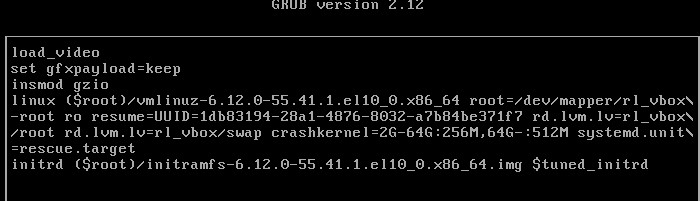 GRUB version 2.12
load_video
set gfxpayload=keep
insmod gzio
linux ($root)/vmlinuz-6.12.0-55.41.1.el10_0.x86_64 root=/dev/mapper/rl_vbox\
-root ro resume=UUID=1db83194-28a1-4876-8032-a7b84be371f7 rd.lvm.lv=rl_vbox\
/root rd.lvm.lv=rl_vbox/swap crashkernel=2G-64G:256M,64G-:512M systemd.unit\
=rescue.target
initrd ($root)/initramfs-6.12.0-55.41.1.el10_0.x86_64.img $tuned_initrd